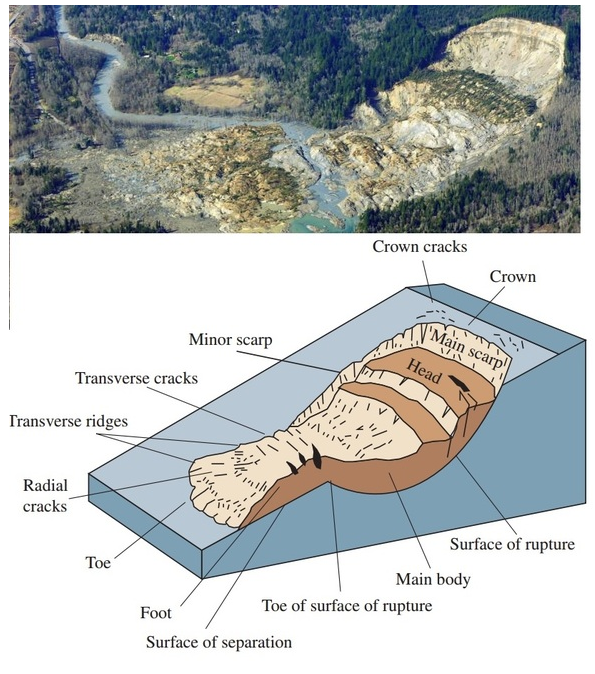 Crown cracks
Crown
Main scarp
Minor scarp
Head
Transverse cracks
Transverse ridges
Radial
cracks
Surface of rupture
Toe
Main body
Toe of surface of rupture
Foot
Surface of separation